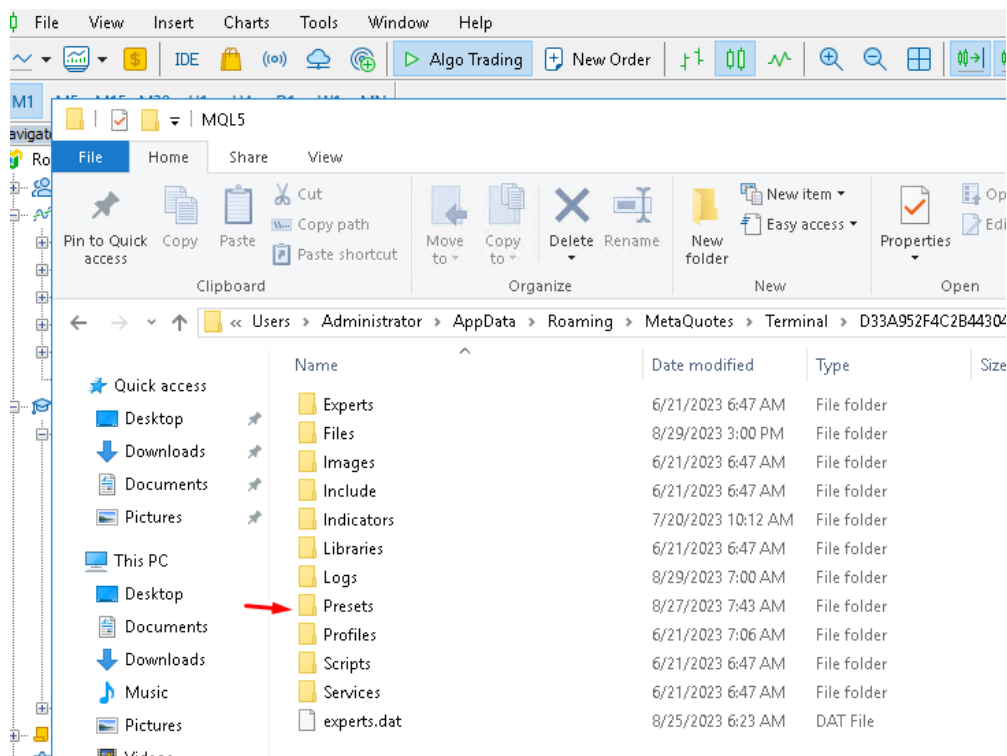 File View Insert Charts Tools Window Help
IDE Algo Trading New Order
M1
MQL5
Ro
File Home Share View
Pin to Quick access
Copy
Paste
Cut
Copy path
Paste shortcut
Clipboard
Move to
Copy to
Delete
Rename
Organize
New folder
New item
Easy access
New
Properties
Open
« Users > Administrator > AppData > Roaming > MetaQuotes > Terminal > D33A952F4C2B44304
Name Date modified Type Size
Quick access
Desktop
Downloads
Documents
Pictures
This PC
Desktop
Documents
Downloads
Music
Pictures
Experts 6/21/2023 6:47 AM File folder
Files 8/29/2023 3:00 PM File folder
Images 6/21/2023 6:47 AM File folder
Include 6/21/2023 6:47 AM File folder
Indicators 7/20/2023 10:12 AM File folder
Libraries 6/21/2023 6:47 AM File folder
Logs 8/29/2023 7:00 AM File folder
Presets 8/27/2023 7:43 AM File folder
Profiles 6/21/2023 7:06 AM File folder
Scripts 6/21/2023 6:47 AM File folder
Services 6/21/2023 6:47 AM File folder
experts.dat 8/25/2023 6:23 AM DAT File